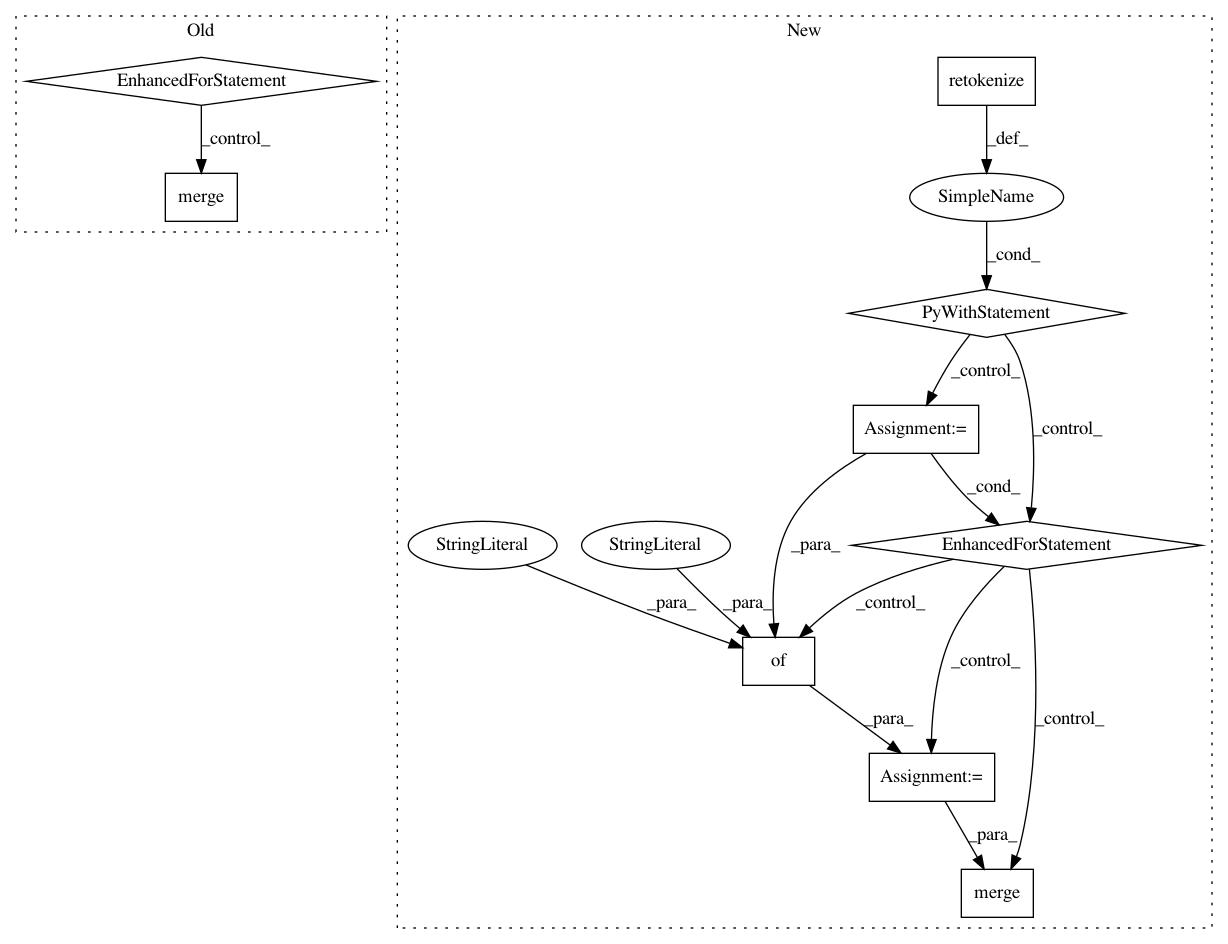 Old
New
EnhancedForStatement
retokenize
_control_
_def_
merge
SimpleName
_cond_
PyWithStatement
_control_
Assignment:=
_control_
_cond_
StringLiteral
StringLiteral
EnhancedForStatement
_para_
_para_
_para_
_control_
of
_control_
_para_
_control_
Assignment:=
_para_
merge